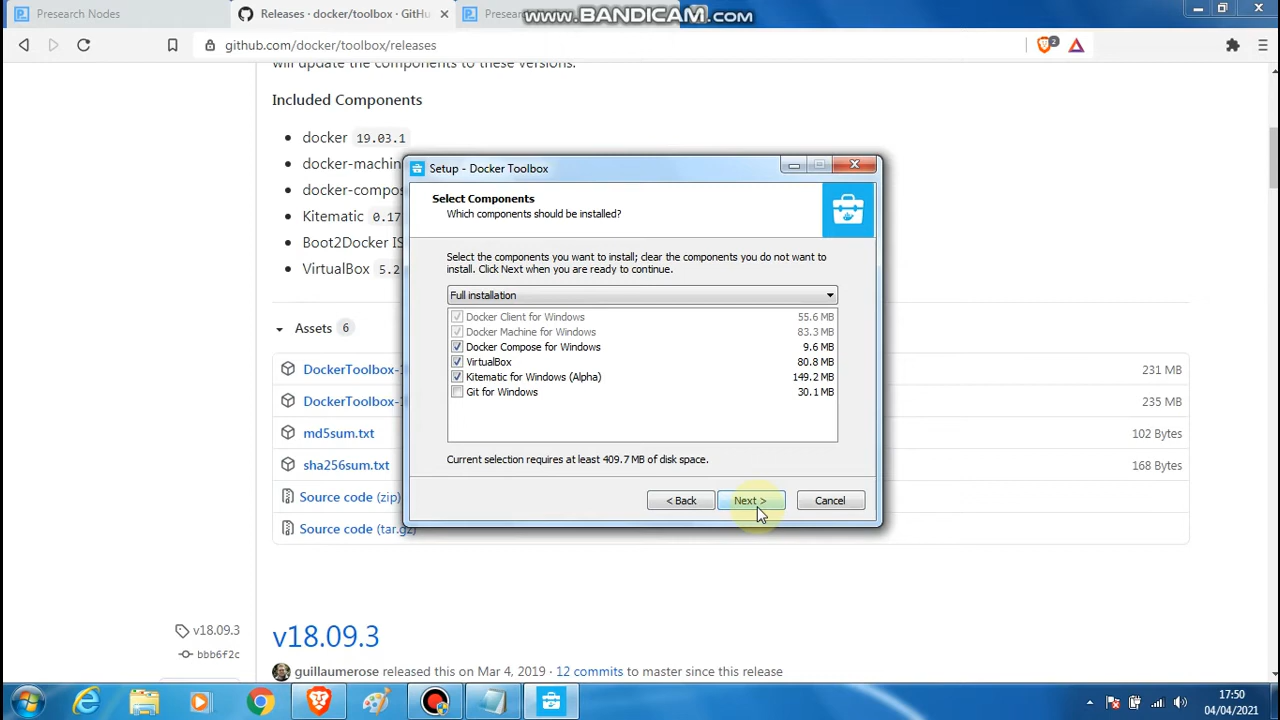 Presearch Nodes
Releases · docker/toolbox · GitHu
Presear
www.BANDICAM.com
github.com/docker/toolbox/releases
2
will update the components to these versions.
Included Components
docker 19.03.1
docker-machin
docker-compos
Kitematic 0.17
Boot2Docker IS
VirtualBox 5.2
Setup - Docker Toolbox
Select Components
Which components should be installed?
Select the components you want to install; clear the components you do not want to
install. Click Next when you are ready to continue.
Full installation
Docker Client for Windows 55.6 MB
Docker Machine for Windows 83.3 MB
Docker Compose for Windows 9.6 MB
VirtualBox 80.8 MB
Kitematic for Windows (Alpha) 149.2 MB
Git for Windows 30.1 MB
Current selection requires at least 409.7 MB of disk space.
< Back
Next >
Cancel
Assets 6
DockerToolbox-1 231 MB
DockerToolbox-1 235 MB
md5sum.txt 102 Bytes
sha256sum.txt 168 Bytes
Source code (zip)
Source code (tar.gz)
v18.09.3
bbb6f2c
v18.09.3
guillaumerose released this on Mar 4, 2019 · 12 commits to master since this release
17:50
04/04/2021